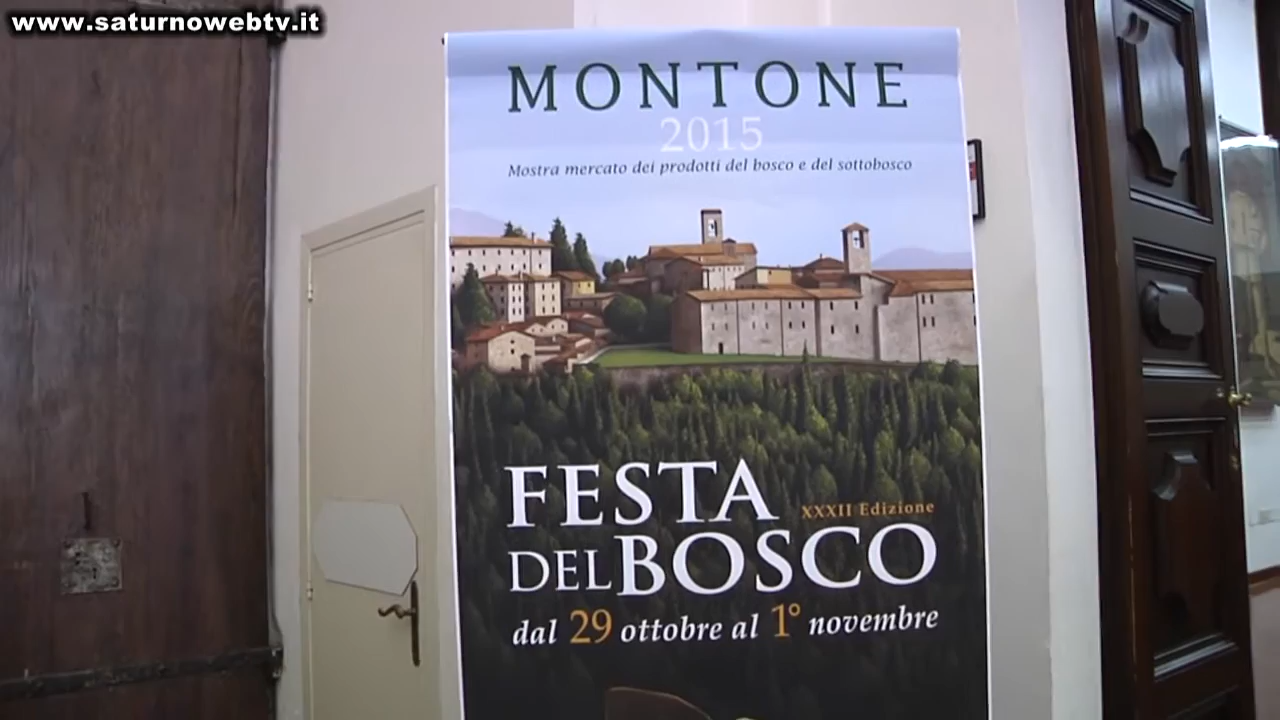 www.saturnowebtv.it
MONTONE
2015
Mostra mercato dei prodotti del bosco e del sottobosco
FESTA
XXXII Edizione
DEL BOSCO
dal 29 ottobre al 1° novembre